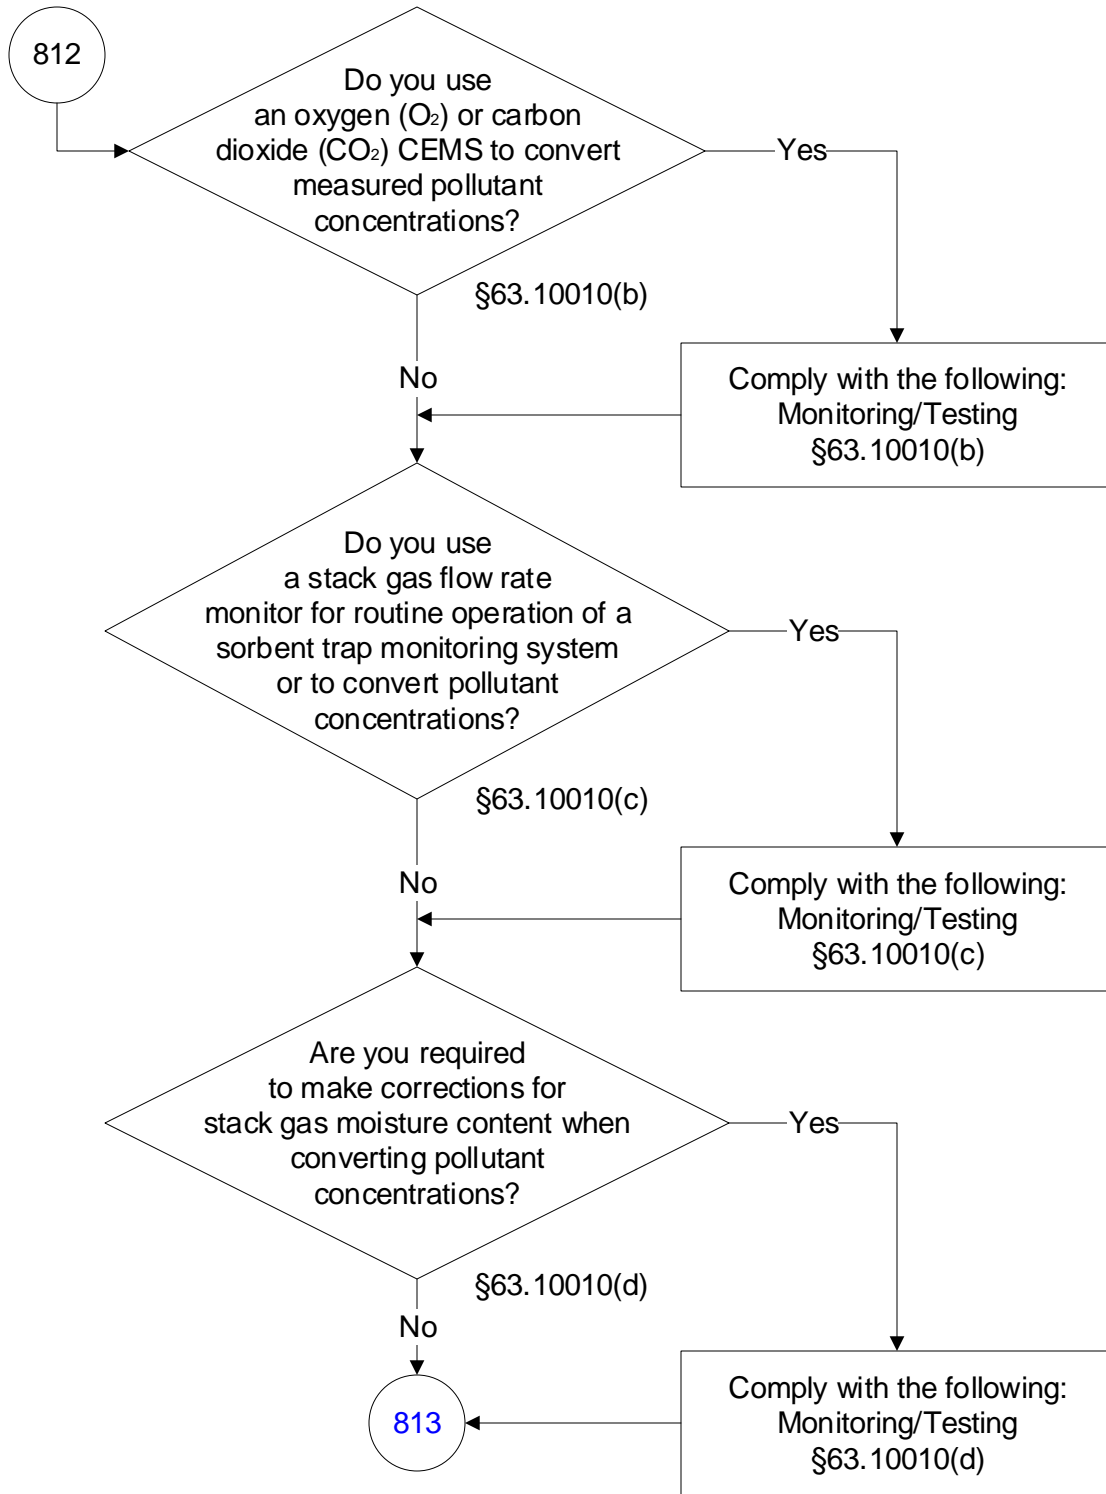 812
Do you use
an oxygen (O₂) or carbon
dioxide (CO₂) CEMS to convert
measured pollutant
concentrations?
Yes
§63.10010(b)
No
Comply with the following:
Monitoring/Testing
§63.10010(b)
Do you use
a stack gas flow rate
monitor for routine operation of a
sorbent trap monitoring system
or to convert pollutant
concentrations?
Yes
§63.10010(c)
No
Comply with the following:
Monitoring/Testing
§63.10010(c)
Are you required
to make corrections for
stack gas moisture content when
converting pollutant
concentrations?
Yes
§63.10010(d)
No
Comply with the following:
Monitoring/Testing
§63.10010(d)
813